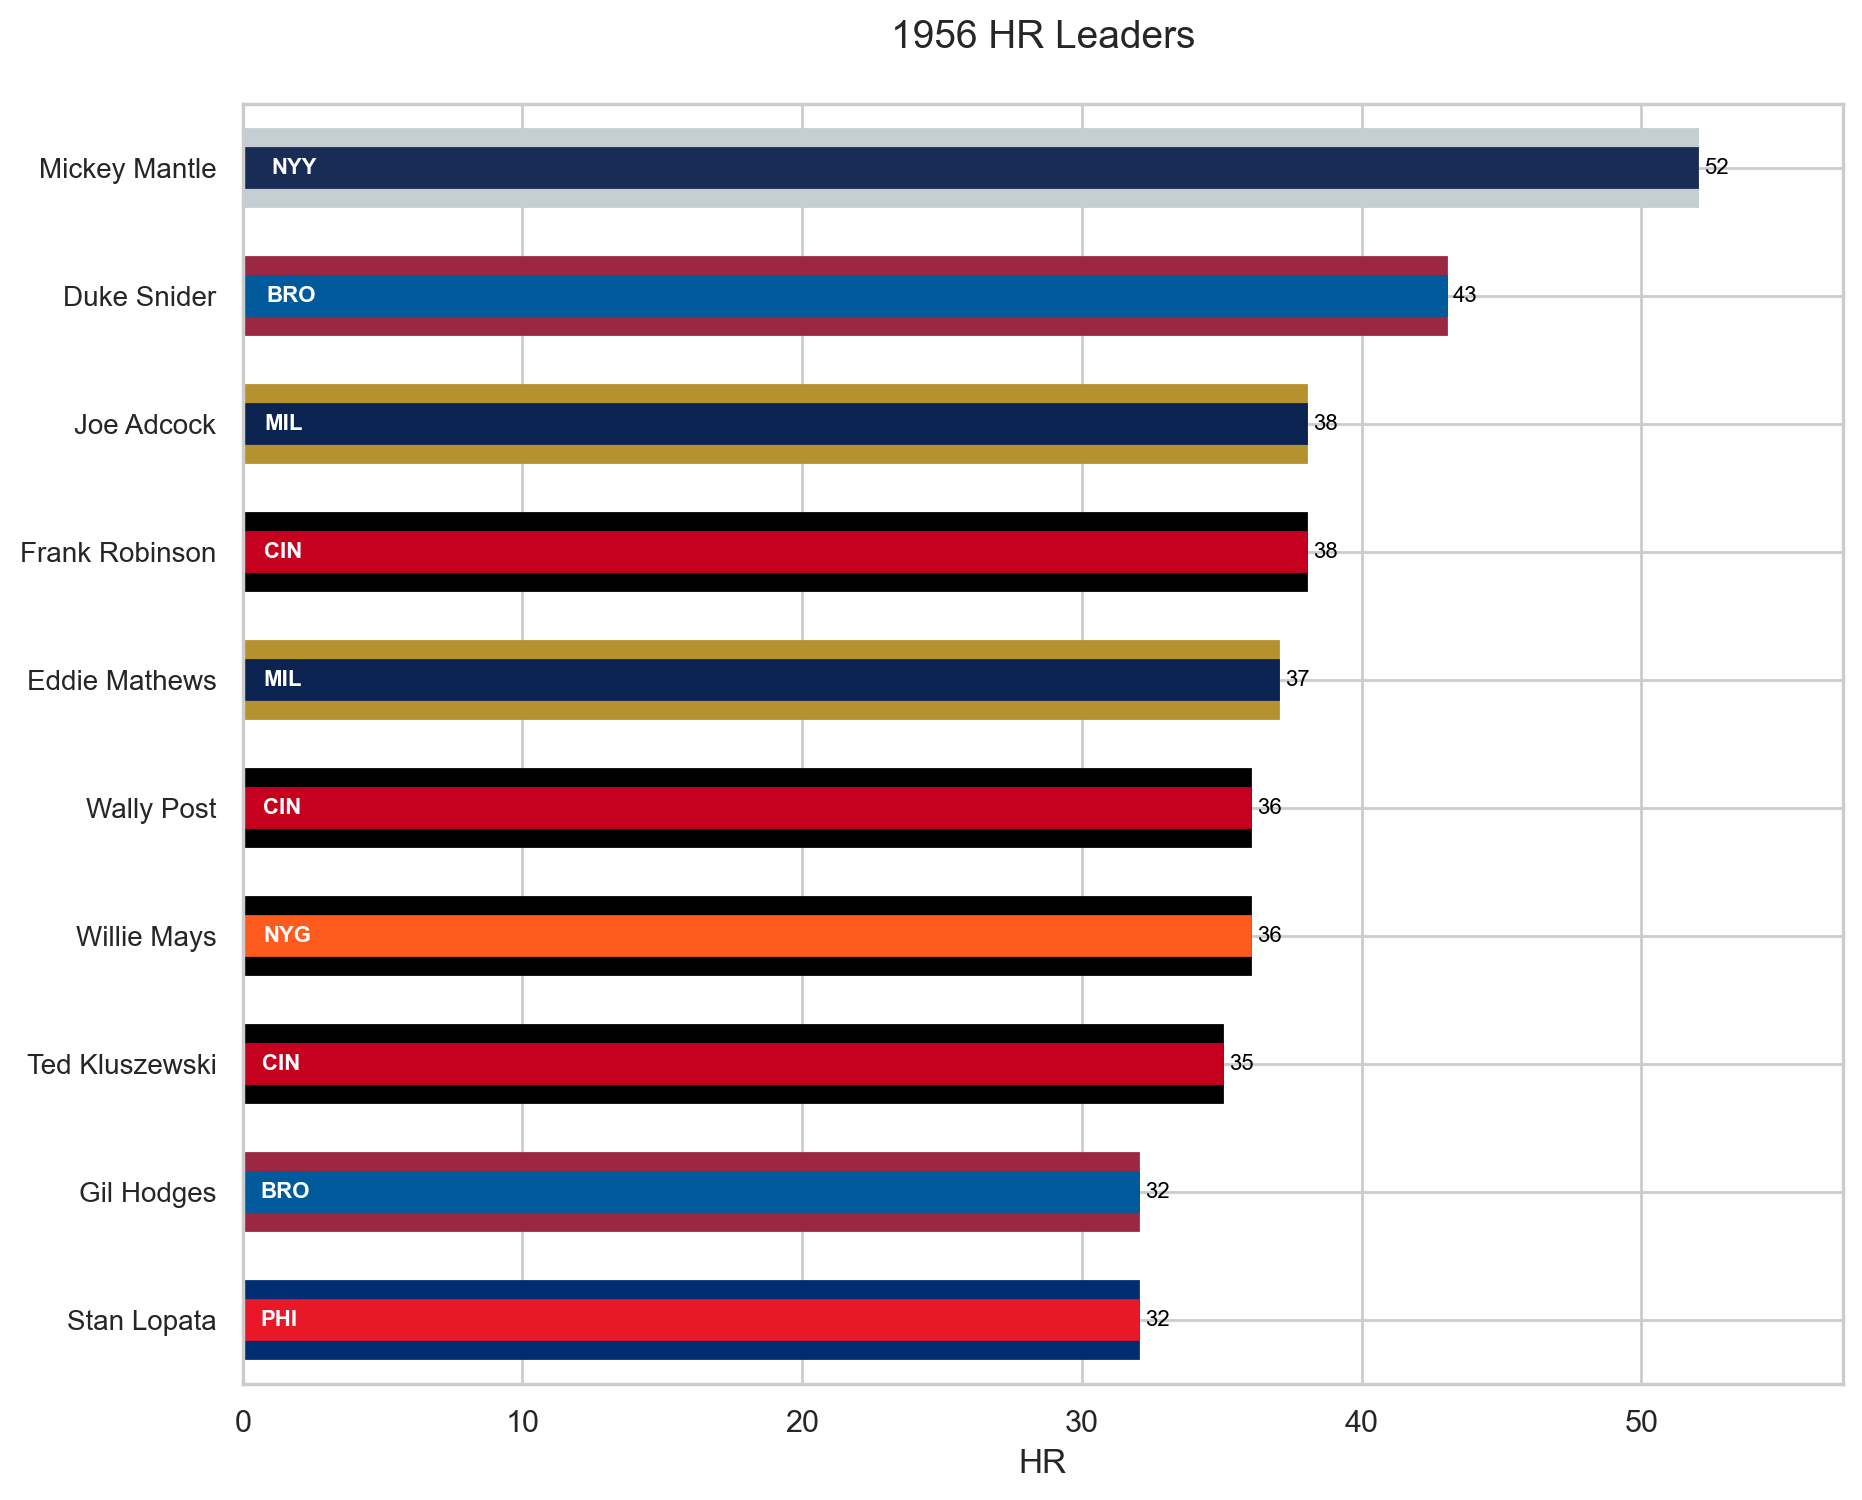 1956 HR Leaders
Mickey Mantle NYY 52
Duke Snider BRO 43
Joe Adcock MIL 38
Frank Robinson CIN 38
Eddie Mathews MIL 37
Wally Post CIN 36
Willie Mays NYG 36
Ted Kluszewski CIN 35
Gil Hodges BRO 32
Stan Lopata PHI 32
0 10 20 30 40 50
HR